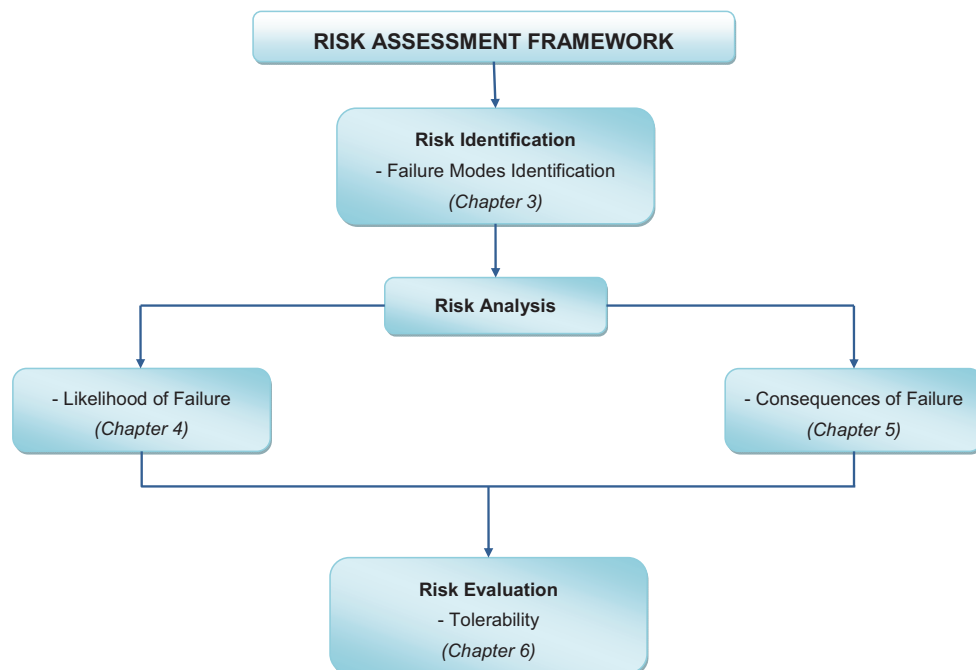 RISK ASSESSMENT FRAMEWORK
Risk Identification
- Failure Modes Identification
(Chapter 3)
Risk Analysis
- Likelihood of Failure
(Chapter 4)
- Consequences of Failure
(Chapter 5)
Risk Evaluation
- Tolerability
(Chapter 6)